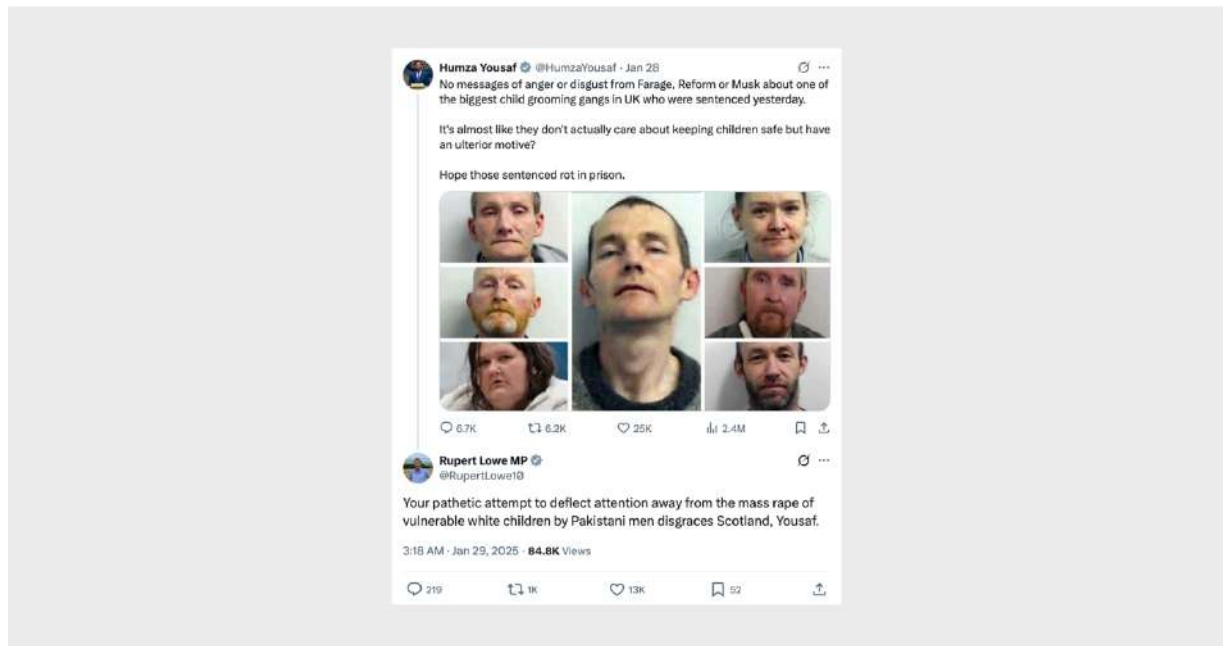 Humza Yousaf @HumzaYousaf · Jan 28
No messages of anger or disgust from Farage, Reform or Musk about one of
the biggest child grooming gangs in UK who were sentenced yesterday.
It's almost like they don't actually care about keeping children safe but have
an ulterior motive?
Hope those sentenced rot in prison.
6.7K 6.2K 25K 2.4M
Rupert Lowe MP
@RupertLowe10
Your pathetic attempt to deflect attention away from the mass rape of
vulnerable white children by Pakistani men disgraces Scotland, Yousaf.
3:18 AM · Jan 29, 2025 · 84.8K Views
219 1K 13K 52